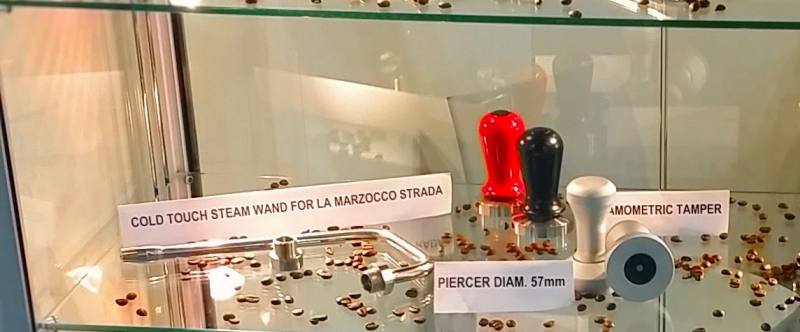 COLD TOUCH STEAM WAND FOR LA MARZOCCO STRADA
AMOMETRIC TAMPER
PIERCER DIAM. 57mm